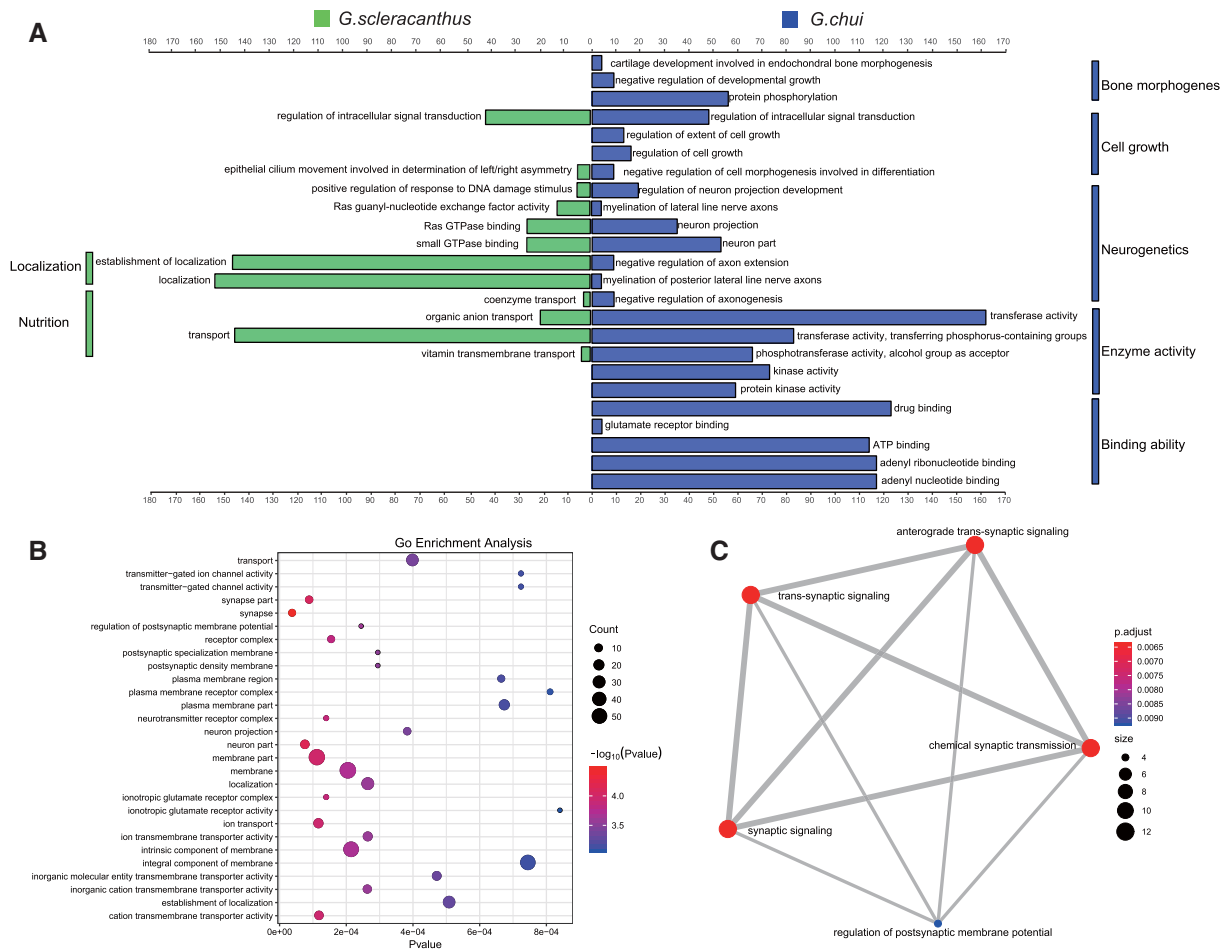 A
G.scleracanthus
G.chui
180 170 160 150 140 130 120 110 100 90 80 70 60 50 40 30 20 10 0 10 20 30 40 50 60 70 80 90 100 110 120 130 140 150 160 170
cartilage development involved in endochondral bone morphogenesis
negative regulation of developmental growth
protein phosphorylation
Bone morphogenes
regulation of intracellular signal transduction
regulation of intracellular signal transduction
regulation of extent of cell growth
regulation of cell growth
Cell growth
epithelial cilium movement involved in determination of left/right asymmetry
negative regulation of cell morphogenesis involved in differentiation
positive regulation of response to DNA damage stimulus
regulation of neuron projection development
Ras guanyl-nucleotide exchange factor activity
myelination of lateral line nerve axons
Ras GTPase binding
neuron projection
small GTPase binding
neuron part
Neurogenetics
Localization
establishment of localization
negative regulation of axon extension
localization
myelination of posterior lateral line nerve axons
coenzyme transport
negative regulation of axonogenesis
Nutrition
organic anion transport
transferase activity
transport
transferase activity, transferring phosphorus-containing groups
vitamin transmembrane transport
phosphotransferase activity, alcohol group as acceptor
Enzyme activity
kinase activity
protein kinase activity
drug binding
glutamate receptor binding
ATP binding
Binding ability
adenyl ribonucleotide binding
adenyl nucleotide binding
180 170 160 150 140 130 120 110 100 90 80 70 60 50 40 30 20 10 0 10 20 30 40 50 60 70 80 90 100 110 120 130 140 150 160 170
B
Go Enrichment Analysis
transport
transmitter−gated ion channel activity
transmitter−gated channel activity
synapse part
synapse
regulation of postsynaptic membrane potential
receptor complex
postsynaptic specialization membrane
postsynaptic density membrane
plasma membrane region
plasma membrane receptor complex
plasma membrane part
neurotransmitter receptor complex
neuron projection
neuron part
membrane part
membrane
localization
ionotropic glutamate receptor complex
ionotropic glutamate receptor activity
ion transport
ion transmembrane transporter activity
intrinsic component of membrane
integral component of membrane
inorganic molecular entity transmembrane transporter activity
inorganic cation transmembrane transporter activity
establishment of localization
cation transmembrane transporter activity
0e+00 2e−04 4e−04 6e−04 8e−04
Pvalue
Count
10
20
30
40
50
−log10(Pvalue)
4.0
3.5
C
anterograde trans-synaptic signaling
trans-synaptic signaling
chemical synaptic transmission
synaptic signaling
regulation of postsynaptic membrane potential
p.adjust
0.0065
0.0070
0.0075
0.0080
0.0085
0.0090
size
4
6
8
10
12